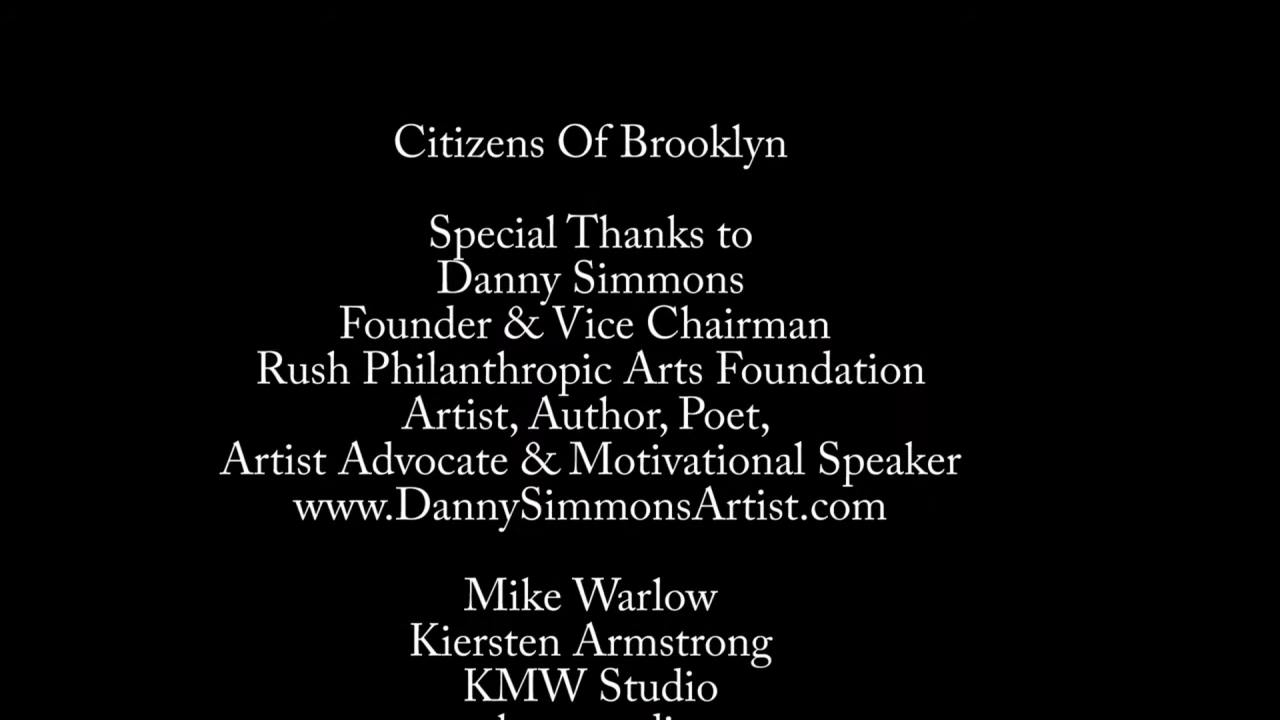 Citizens Of Brooklyn
Special Thanks to
Danny Simmons
Founder & Vice Chairman
Rush Philanthropic Arts Foundation
Artist, Author, Poet,
Artist Advocate & Motivational Speaker
www.DannySimmonsArtist.com
Mike Warlow
Kiersten Armstrong
KMW Studio